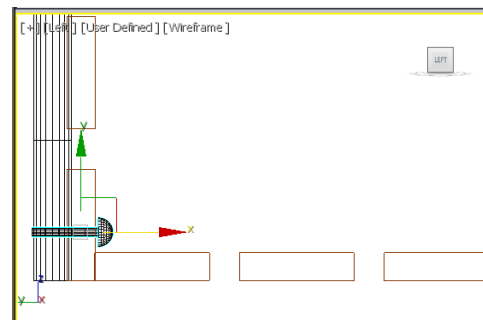 [+] [Left] [User Defined] [Wireframe]
LEFT
y
x
z
y
x